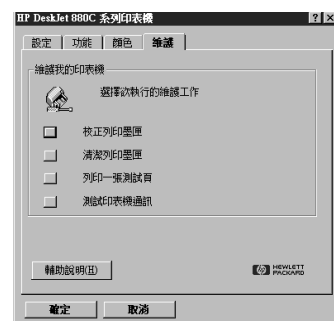 HP DeskJet 880C 系列印表機
設定 功能 顏色 維護
維護我的印表機
選擇欲執行的維護工作
校正列印墨匣
清潔列印墨匣
列印一張測試頁
測試印表機通訊
輔助說明(H)
HEWLETT
PACKARD
確定 取消